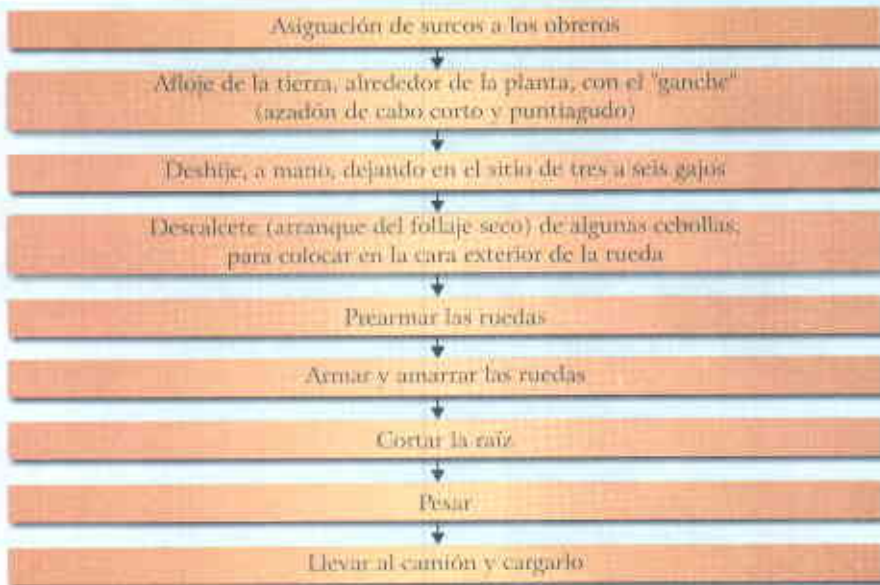 Asignación de surcos a los obreros
Afloje de la tierra, alrededor de la planta, con el "ganche"
(azadón de cabo corto y puntiagudo)
Deshije, a mano, dejando en el sitio de tres a seis gajos
Descalcete (arranque del follaje seco) de algunas cebollas,
para colocar en la cara exterior de la rueda
Prearmar las ruedas
Armar y amarrar las ruedas
Cortar la raíz
Pesar
Llevar al camión y cargarlo